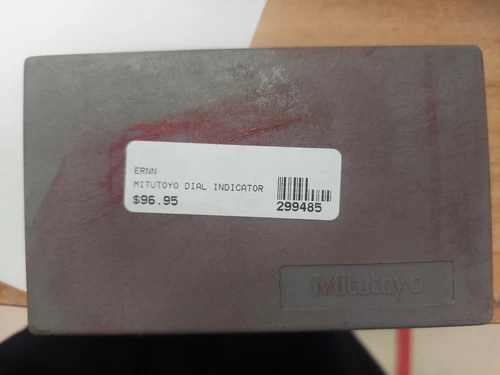 ERNN
MITUTOYO DIAL INDICATOR
$96.95
299485
Mitutoyo